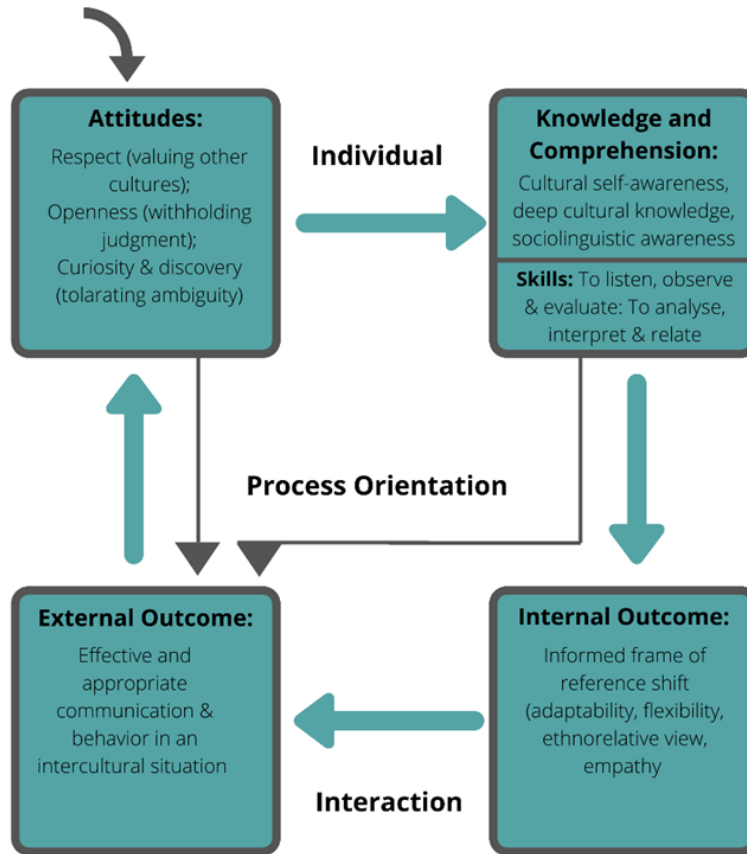 Attitudes:
Respect (valuing other
cultures);
Openness (withholding
judgment);
Curiosity & discovery
(tolarating ambiguity)
Individual
Knowledge and
Comprehension:
Cultural self-awareness,
deep cultural knowledge,
sociolinguistic awareness
Skills: To listen, observe
& evaluate: To analyse,
interpret & relate
Process Orientation
External Outcome:
Effective and
appropriate
communication &
behavior in an
intercultural situation
Internal Outcome:
Informed frame of
reference shift
(adaptability, flexibility,
ethnorelative view,
empathy
Interaction